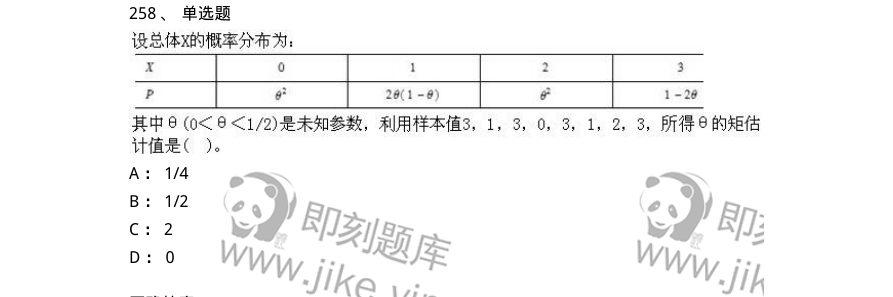 258、 单选题
设总体X的概率分布为：
X 0 1 2 3
P θ² 2θ(1－θ) θ² 1－2θ
其中θ(0＜θ＜1/2)是未知参数，利用样本值3，1，3，0，3，1，2，3，所得θ的矩估
计值是( )。
A： 1/4
B： 1/2
C： 2
D： 0
即刻题库
www.jike.vip
即刻
www.ji